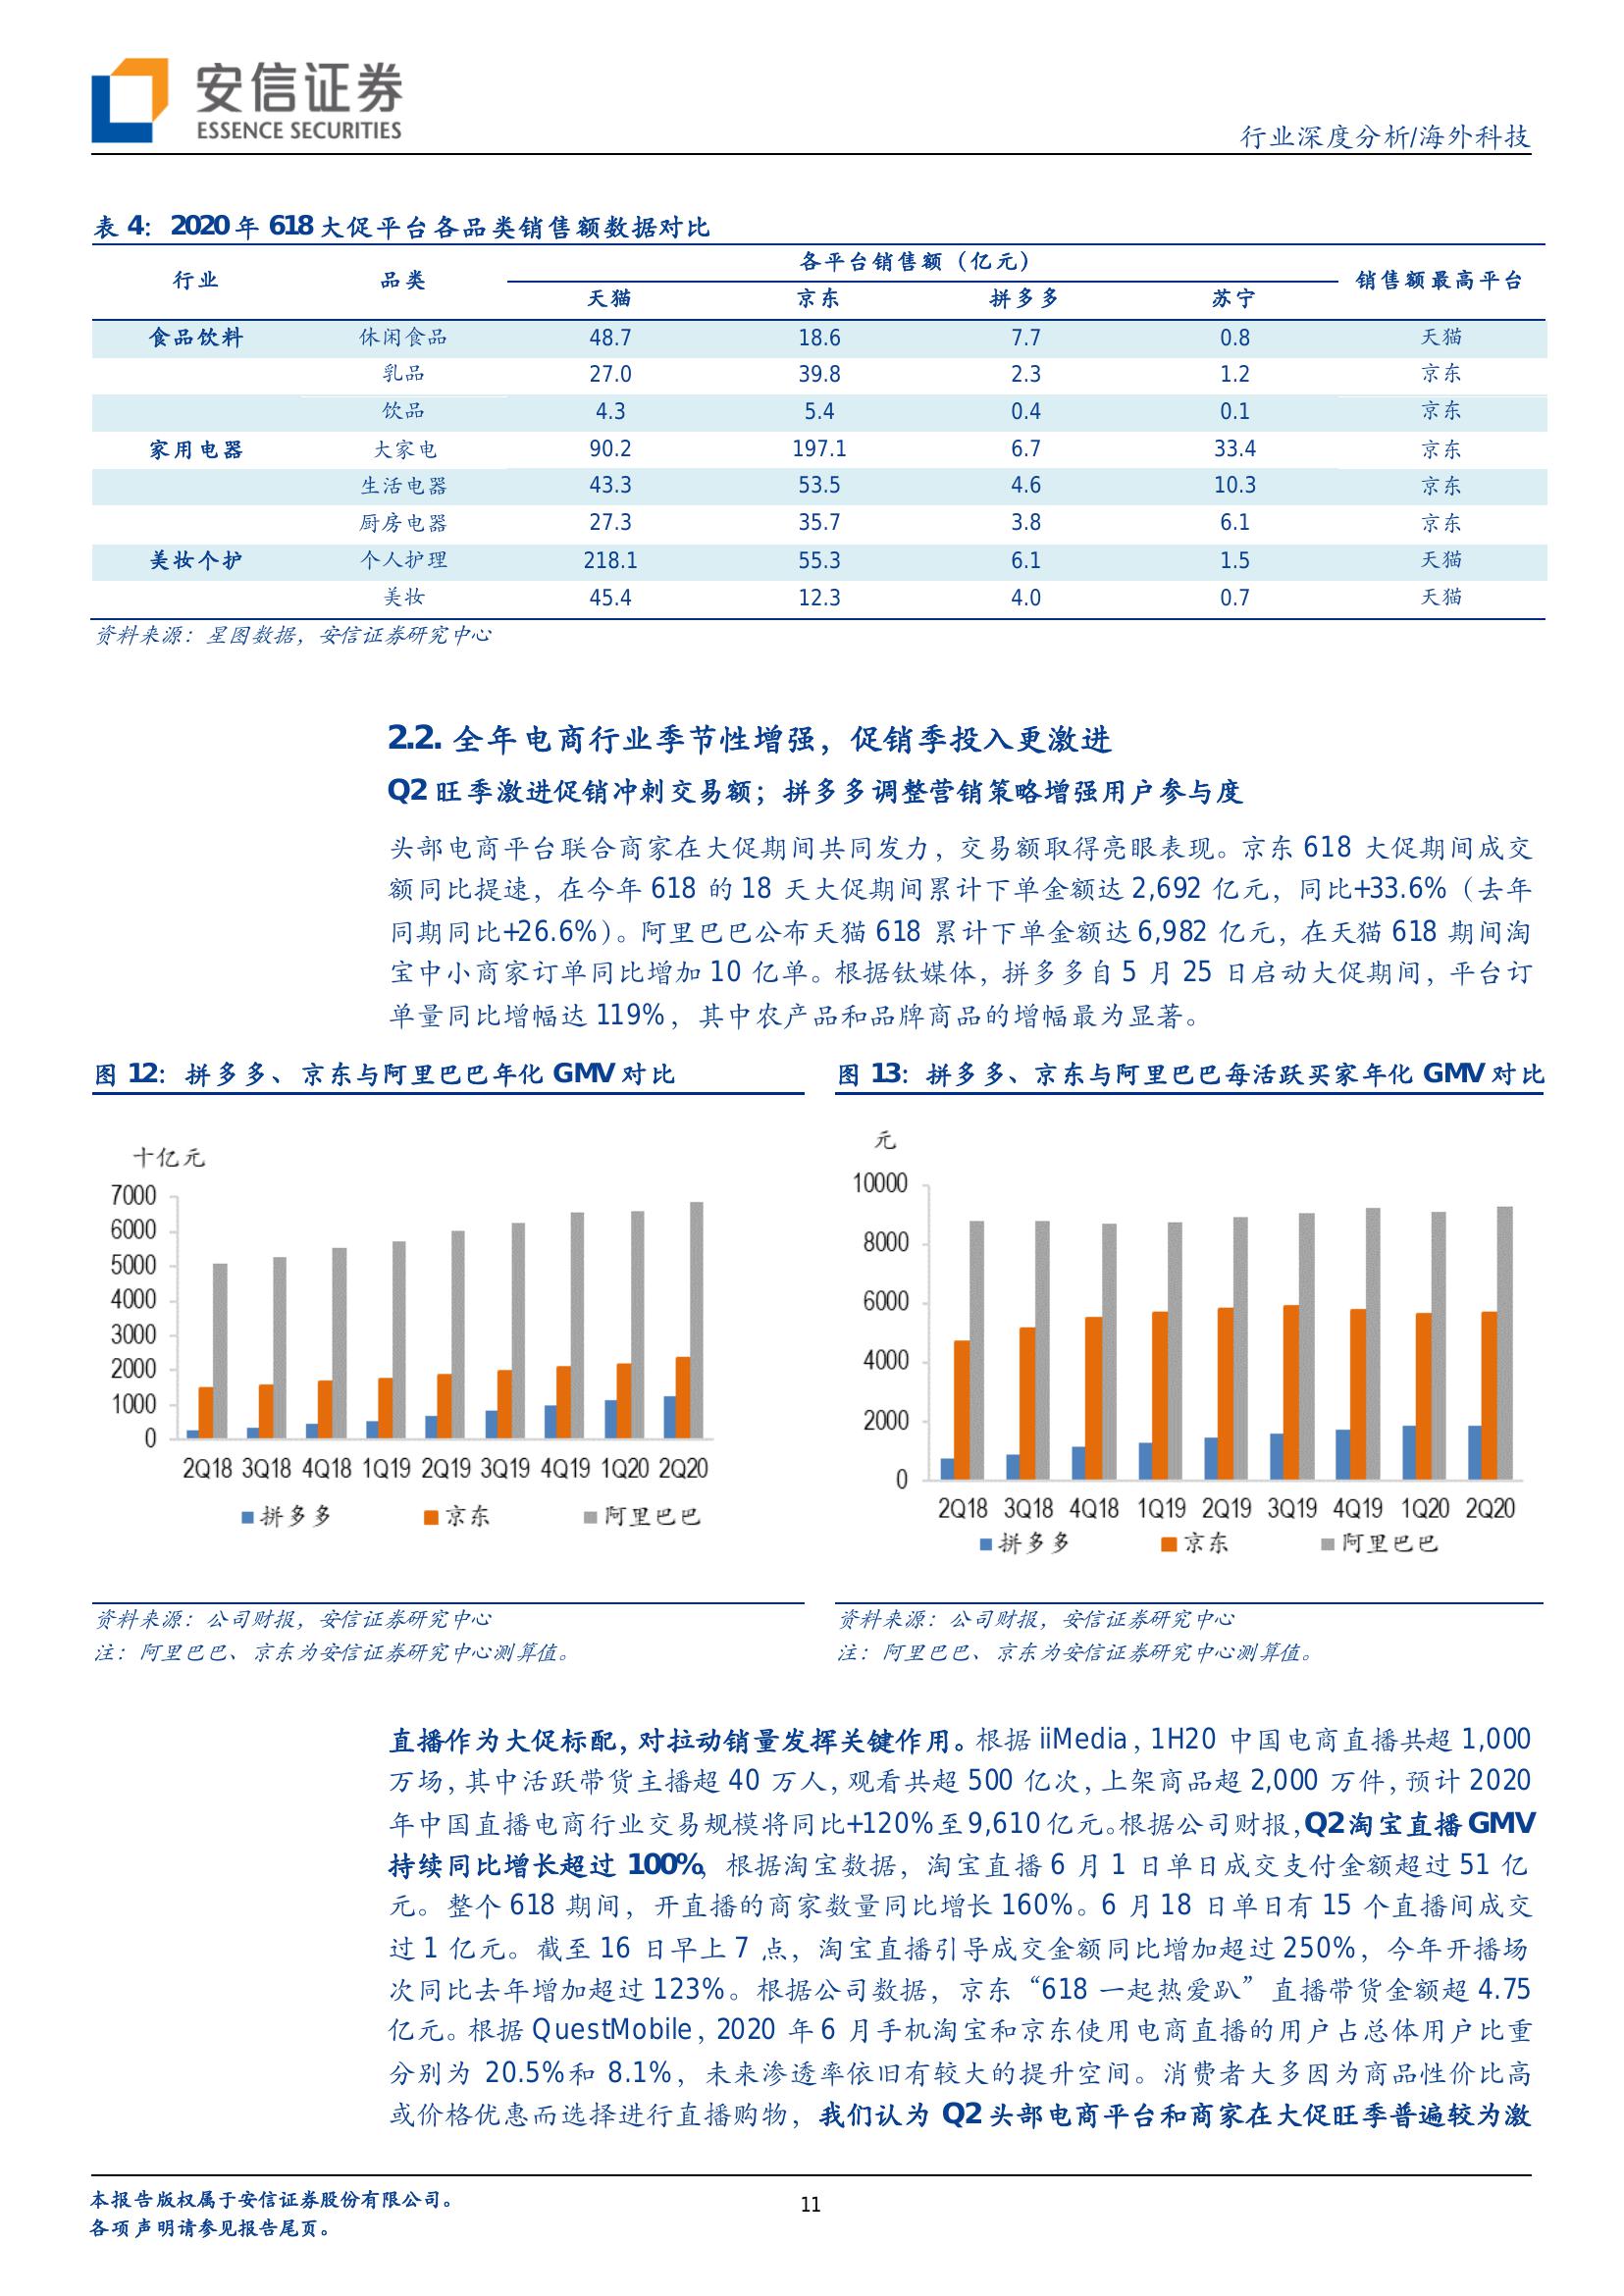 安信证券
ESSENCE SECURITIES
行业深度分析/海外科技
表 4：2020 年 618 大促平台各品类销售额数据对比
行业 品类 各平台销售额（亿元） 销售额最高平台
天猫 京东 拼多多 苏宁
食品饮料 休闲食品 48.7 18.6 7.7 0.8 天猫
乳品 27.0 39.8 2.3 1.2 京东
饮品 4.3 5.4 0.4 0.1 京东
家用电器 大家电 90.2 197.1 6.7 33.4 京东
生活电器 43.3 53.5 4.6 10.3 京东
厨房电器 27.3 35.7 3.8 6.1 京东
美妆个护 个人护理 218.1 55.3 6.1 1.5 天猫
美妆 45.4 12.3 4.0 0.7 天猫
资料来源：星图数据，安信证券研究中心
2.2. 全年电商行业季节性增强，促销季投入更激进
Q2 旺季激进促销冲刺交易额；拼多多调整营销策略增强用户参与度
头部电商平台联合商家在大促期间共同发力，交易额取得亮眼表现。京东 618 大促期间成交
额同比提速，在今年 618 的 18 天大促期间累计下单金额达 2,692 亿元，同比+33.6%（去年
同期同比+26.6%）。阿里巴巴公布天猫 618 累计下单金额达 6,982 亿元，在天猫 618 期间淘
宝中小商家订单同比增加 10 亿单。根据钛媒体，拼多多自 5 月 25 日启动大促期间，平台订
单量同比增幅达 119%，其中农产品和品牌商品的增幅最为显著。
图 12：拼多多、京东与阿里巴巴年化 GMV 对比
十亿元
7000
6000
5000
4000
3000
2000
1000
0
2Q18 3Q18 4Q18 1Q19 2Q19 3Q19 4Q19 1Q20 2Q20
拼多多 京东 阿里巴巴
资料来源：公司财报，安信证券研究中心
注：阿里巴巴、京东为安信证券研究中心测算值。
图 13：拼多多、京东与阿里巴巴每活跃买家年化 GMV 对比
元
10000
8000
6000
4000
2000
0
2Q18 3Q18 4Q18 1Q19 2Q19 3Q19 4Q19 1Q20 2Q20
拼多多 京东 阿里巴巴
资料来源：公司财报，安信证券研究中心
注：阿里巴巴、京东为安信证券研究中心测算值。
直播作为大促标配，对拉动销量发挥关键作用。根据 iiMedia，1H20 中国电商直播共超 1,000
万场，其中活跃带货主播超 40 万人，观看共超 500 亿次，上架商品超 2,000 万件，预计 2020
年中国直播电商行业交易规模将同比+120%至 9,610 亿元。根据公司财报，Q2 淘宝直播 GMV
持续同比增长超过 100%，根据淘宝数据，淘宝直播 6 月 1 日单日成交支付金额超过 51 亿
元。整个 618 期间，开直播的商家数量同比增长 160%。6 月 18 日单日有 15 个直播间成交
过 1 亿元。截至 16 日早上 7 点，淘宝直播引导成交金额同比增加超过 250%，今年开播场
次同比去年增加超过 123%。根据公司数据，京东“618 一起热爱趴”直播带货金额超 4.75
亿元。根据 QuestMobile，2020 年 6 月手机淘宝和京东使用电商直播的用户占总体用户比重
分别为 20.5%和 8.1%，未来渗透率依旧有较大的提升空间。消费者大多因为商品性价比高
或价格优惠而选择进行直播购物，我们认为 Q2 头部电商平台和商家在大促旺季普遍较为激
本报告版权属于安信证券股份有限公司。
各项声明请参见报告尾页。
11